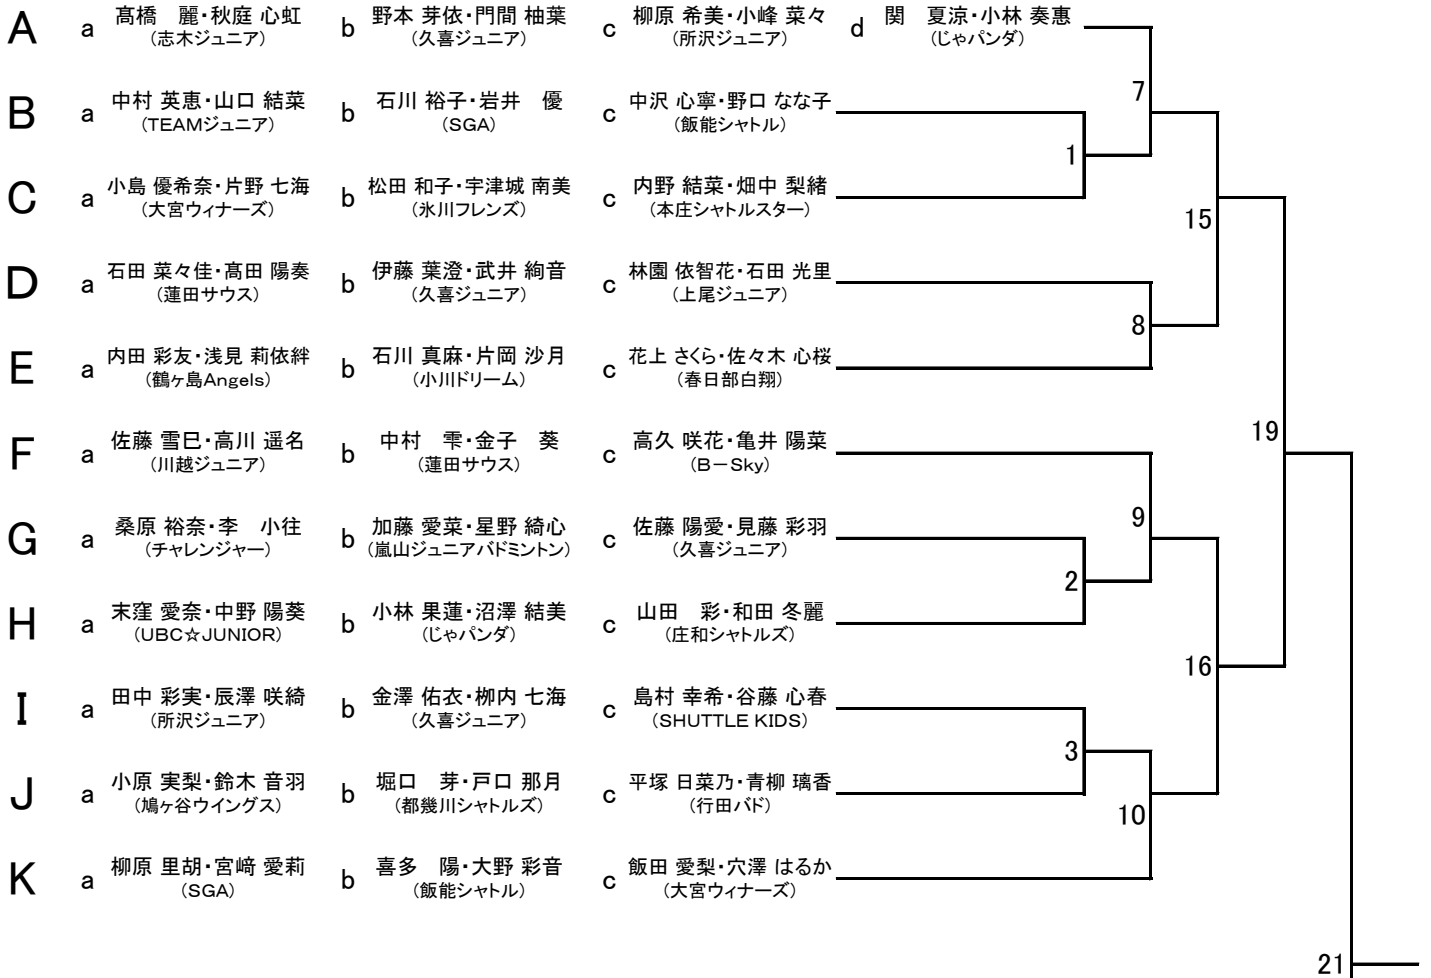 A a 髙橋　麗・秋庭 心虹 b 野本 芽依・門間 柚葉 c 柳原 希美・小峰 菜々 d 関　夏涼・小林 奏恵
（志木ジュニア） （久喜ジュニア） （所沢ジュニア） （じゃパンダ）
7
B a 中村 英恵・山口 結菜 b 石川 裕子・岩井　優 c 中沢 心寧・野口 なな子
（TEAMジュニア） （SGA） （飯能シャトル）
1
C a 小島 優希奈・片野 七海 b 松田 和子・宇津城 南美 c 内野 結菜・畑中 梨緒
（大宮ウィナーズ） （氷川フレンズ） （本庄シャトルスター）
15
D a 石田 菜々佳・髙田 陽奏 b 伊藤 葉澄・武井 絢音 c 林園 依智花・石田 光里
（蓮田サウス） （久喜ジュニア） （上尾ジュニア）
8
E a 内田 彩友・浅見 莉依絆 b 石川 真麻・片岡 沙月 c 花上 さくら・佐々木 心桜
（鶴ヶ島Angels） （小川ドリーム） （春日部白翔）
19
F a 佐藤 雪巳・高川 遥名 b 中村　雫・金子　葵 c 高久 咲花・亀井 陽菜
（川越ジュニア） （蓮田サウス） （B－Sky）
9
G a 桑原 裕奈・李　小往 b 加藤 愛菜・星野 綺心 c 佐藤 陽愛・見藤 彩羽
（チャレンジャー） （嵐山ジュニアバドミントン） （久喜ジュニア）
2
H a 末窪 愛奈・中野 陽葵 b 小林 果蓮・沼澤 結美 c 山田　彩・和田 冬麗
（UBC☆JUNIOR） （じゃパンダ） （庄和シャトルズ）
16
I a 田中 彩実・辰澤 咲綺 b 金澤 佑衣・栁内 七海 c 島村 幸希・谷藤 心春
（所沢ジュニア） （久喜ジュニア） （SHUTTLE KIDS）
3
J a 小原 実梨・鈴木 音羽 b 堀口　芽・戸口 那月 c 平塚 日菜乃・青柳 璃香
（鳩ヶ谷ウイングス） （都幾川シャトルズ） （行田バド）
10
K a 柳原 里胡・宮﨑 愛莉 b 喜多　陽・大野 彩音 c 飯田 愛梨・穴澤 はるか
（SGA） （飯能シャトル） （大宮ウィナーズ）
21